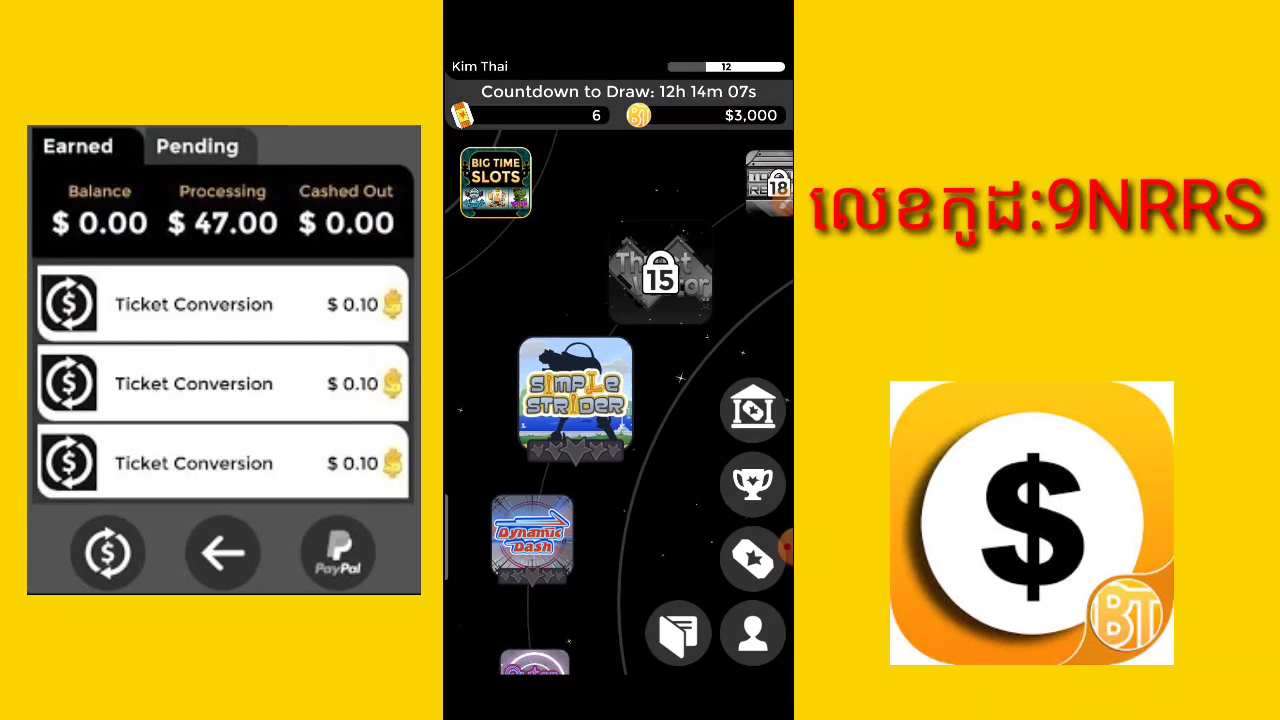 Earned
Pending
Balance Processing Cashed Out
$ 0.00 $ 47.00 $ 0.00
Ticket Conversion $ 0.10
Ticket Conversion $ 0.10
Ticket Conversion $ 0.10
PayPal
Kim Thai
12
Countdown to Draw: 12h 14m 07s
6
BT
$3,000
BIG TIME
SLOTS
18
15
SIMPLE
STRIDER
Dynamic
Dash
លេខកូដ:9NRRS
$
BT